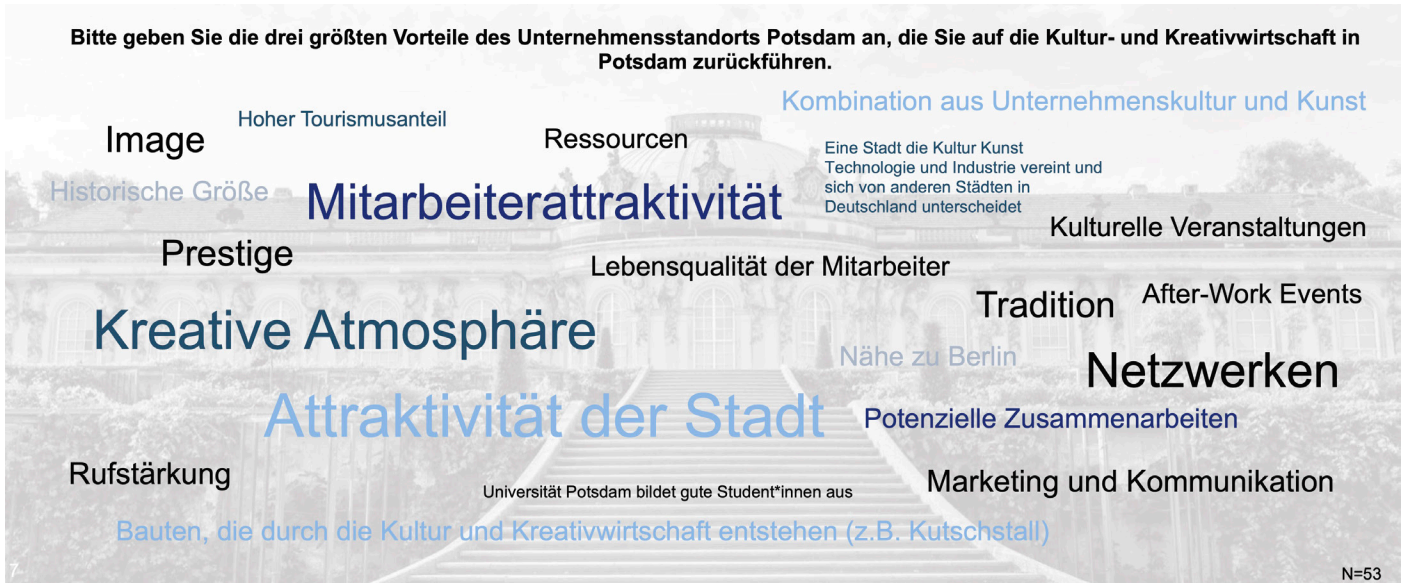 Bitte geben Sie die drei größten Vorteile des Unternehmensstandorts Potsdam an, die Sie auf die Kultur- und Kreativwirtschaft in
Potsdam zurückführen.
Kombination aus Unternehmenskultur und Kunst
Hoher Tourismusanteil
Image
Ressourcen
Eine Stadt die Kultur Kunst
Technologie und Industrie vereint und
sich von anderen Städten in
Deutschland unterscheidet
Historische Größe
Mitarbeiterattraktivität
Kulturelle Veranstaltungen
Prestige
Lebensqualität der Mitarbeiter
Tradition
After-Work Events
Kreative Atmosphäre
Nähe zu Berlin
Netzwerken
Attraktivität der Stadt
Potenzielle Zusammenarbeiten
Rufstärkung
Universität Potsdam bildet gute Student*innen aus
Marketing und Kommunikation
Bauten, die durch die Kultur und Kreativwirtschaft entstehen (z.B. Kutschstall)
7
N=53